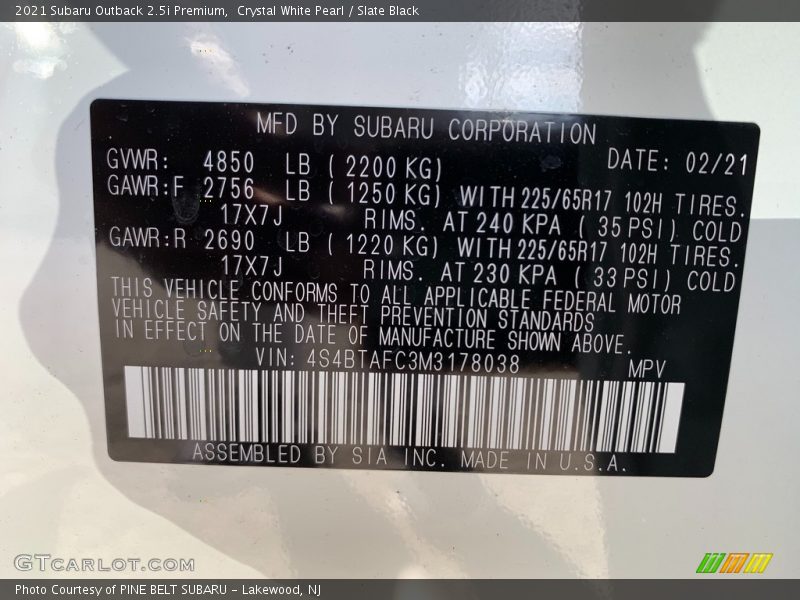 2021 Subaru Outback 2.5i Premium,  Crystal White Pearl / Slate Black
MFD BY SUBARU CORPORATION
GVWR: 4850 LB ( 2200 KG) DATE: 02/21
GAWR:F 2756 LB ( 1250 KG) WITH 225/65R17 102H TIRES.
17X7J RIMS. AT 240 KPA ( 35 PSI) COLD
GAWR:R 2690 LB ( 1220 KG) WITH 225/65R17 102H TIRES.
17X7J RIMS. AT 230 KPA ( 33 PSI) COLD
THIS VEHICLE CONFORMS TO ALL APPLICABLE FEDERAL MOTOR
VEHICLE SAFETY AND THEFT PREVENTION STANDARDS
IN EFFECT ON THE DATE OF MANUFACTURE SHOWN ABOVE.
VIN: 4S4BTAFC3M3178038 MPV
ASSEMBLED BY SIA INC. MADE IN U.S.A.
GTCARLOT.COM
Photo Courtesy of PINE BELT SUBARU - Lakewood, NJ